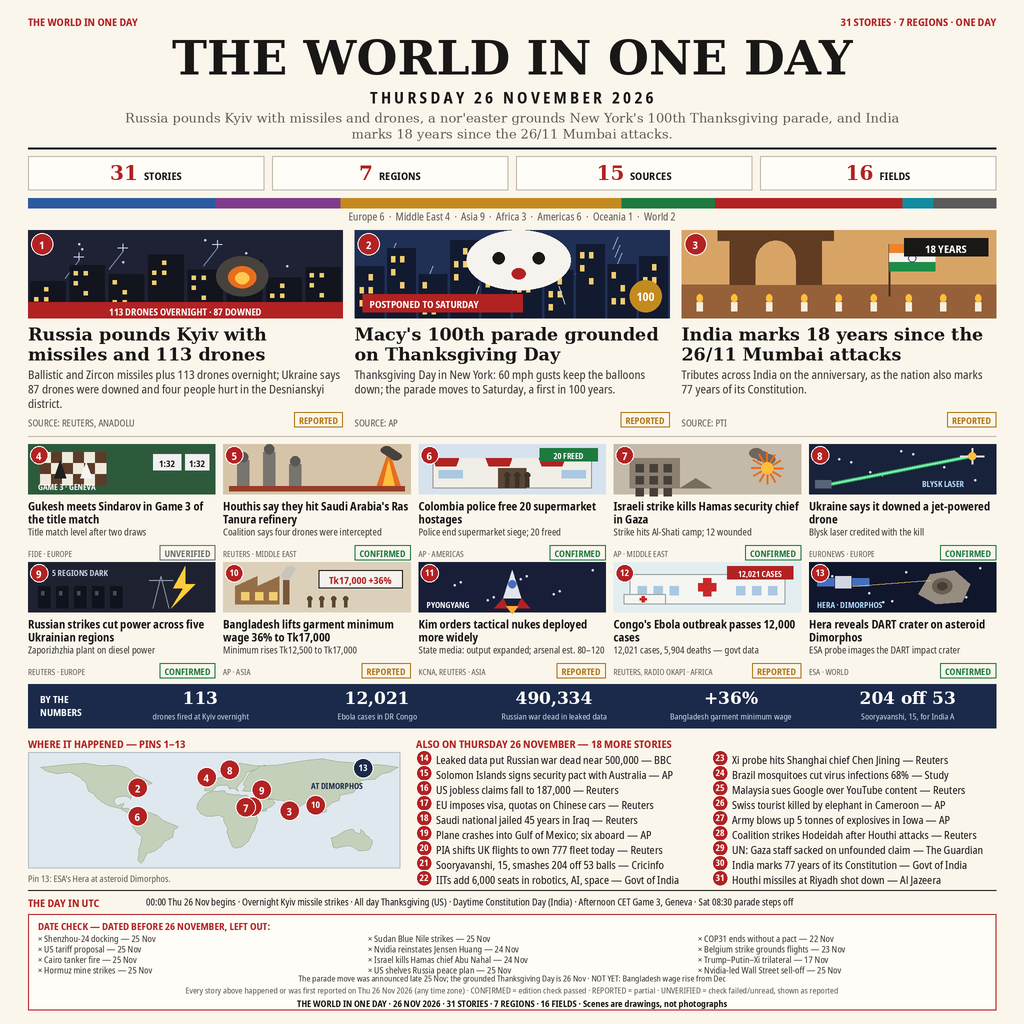 THE WORLD IN ONE DAY
31 STORIES · 7 REGIONS · ONE DAY
THE WORLD IN ONE DAY
THURSDAY 26 NOVEMBER 2026
Russia pounds Kyiv with missiles and drones, a nor'easter grounds New York's 100th Thanksgiving parade, and India
marks 18 years since the 26/11 Mumbai attacks.
31 STORIES
7 REGIONS
15 SOURCES
16 FIELDS
Europe 6 · Middle East 4 · Asia 9 · Africa 3 · Americas 6 · Oceania 1 · World 2
1
113 DRONES OVERNIGHT · 87 DOWNED
Russia pounds Kyiv with
missiles and 113 drones
Ballistic and Zircon missiles plus 113 drones overnight; Ukraine says
87 drones were downed and four people hurt in the Desnianskyi
district.
SOURCE: REUTERS, ANADOLU
REPORTED
2
POSTPONED TO SATURDAY
100
Macy's 100th parade grounded
on Thanksgiving Day
Thanksgiving Day in New York: 60 mph gusts keep the balloons
down; the parade moves to Saturday, a first in 100 years.
SOURCE: AP
REPORTED
3
18 YEARS
India marks 18 years since the
26/11 Mumbai attacks
Tributes across India on the anniversary, as the nation also marks
77 years of its Constitution.
SOURCE: PTI
REPORTED
4
1:32 1:32
GAME 3 · GENEVA
Gukesh meets Sindarov in Game 3 of
the title match
Title match level after two draws
FIDE · EUROPE
UNVERIFIED
5
Houthis say they hit Saudi Arabia's Ras
Tanura refinery
Coalition says four drones were intercepted
REUTERS · MIDDLE EAST
CONFIRMED
6
20 FREED
Colombia police free 20 supermarket
hostages
Police end supermarket siege; 20 freed
AP · AMERICAS
CONFIRMED
7
Israeli strike kills Hamas security chief
in Gaza
Strike hits Al-Shati camp; 12 wounded
AP · MIDDLE EAST
CONFIRMED
8
BLYSK LASER
Ukraine says it downed a jet-powered
drone
Blysk laser credited with the kill
EURONEWS · EUROPE
CONFIRMED
9
5 REGIONS DARK
Russian strikes cut power across five
Ukrainian regions
Zaporizhzhia plant on diesel power
REUTERS · EUROPE
CONFIRMED
10
Tk17,000 +36%
Bangladesh lifts garment minimum
wage 36% to Tk17,000
Minimum rises Tk12,500 to Tk17,000
AP · ASIA
REPORTED
11
PYONGYANG
Kim orders tactical nukes deployed
more widely
State media: output expanded; arsenal est. 80–120
KCNA, REUTERS · ASIA
REPORTED
12
12,021 CASES
Congo's Ebola outbreak passes 12,000
cases
12,021 cases, 5,904 deaths — govt data
REUTERS, RADIO OKAPI · AFRICA
REPORTED
13
HERA · DIMORPHOS
Hera reveals DART crater on asteroid
Dimorphos
ESA probe images the DART impact crater
ESA · WORLD
CONFIRMED
BY THE
NUMBERS
113
drones fired at Kyiv overnight
12,021
Ebola cases in DR Congo
490,334
Russian war dead in leaked data
+36%
Bangladesh garment minimum wage
204 off 53
Sooryavanshi, 15, for India A
WHERE IT HAPPENED — PINS 1–13
2
6
4
8
9
7
3
10
13
AT DIMORPHOS
Pin 13: ESA's Hera at asteroid Dimorphos.
ALSO ON THURSDAY 26 NOVEMBER — 18 MORE STORIES
14 Leaked data put Russian war dead near 500,000 — BBC
15 Solomon Islands signs security pact with Australia — AP
16 US jobless claims fall to 187,000 — Reuters
17 EU imposes visa, quotas on Chinese cars — Reuters
18 Saudi national jailed 45 years in Iraq — Reuters
19 Plane crashes into Gulf of Mexico; six aboard — AP
20 PIA shifts UK flights to own 777 fleet today — Reuters
21 Sooryavanshi, 15, smashes 204 off 53 balls — Cricinfo
22 IITs add 6,000 seats in robotics, AI, space — Govt of India
23 Xi probe hits Shanghai chief Chen Jining — Reuters
24 Brazil mosquitoes cut virus infections 68% — Study
25 Malaysia sues Google over YouTube content — Reuters
26 Swiss tourist killed by elephant in Cameroon — AP
27 Army blows up 5 tonnes of explosives in Iowa — AP
28 Coalition strikes Hodeidah after Houthi attacks — Reuters
29 UN: Gaza staff sacked on unfounded claim — The Guardian
30 India marks 77 years of its Constitution — Govt of India
31 Houthi missiles at Riyadh shot down — Al Jazeera
THE DAY IN UTC
00:00 Thu 26 Nov begins · Overnight Kyiv missile strikes · All day Thanksgiving (US) · Daytime Constitution Day (India) · Afternoon CET Game 3, Geneva · Sat 08:30 parade steps off
DATE CHECK — DATED BEFORE 26 NOVEMBER, LEFT OUT:
× Shenzhou-24 docking — 25 Nov
× US tariff proposal — 25 Nov
× Cairo tanker fire — 25 Nov
× Hormuz mine strikes — 25 Nov
× Sudan Blue Nile strikes — 25 Nov
× Nvidia reinstates Jensen Huang — 24 Nov
× Israel kills Hamas chief Abu Nahal — 24 Nov
× US shelves Russia peace plan — 25 Nov
× COP31 ends without a pact — 22 Nov
× Belgium strike grounds flights — 23 Nov
× Trump–Putin–Xi trilateral — 17 Nov
× Nvidia-led Wall Street sell-off — 25 Nov
The parade move was announced late 25 Nov; the grounded Thanksgiving Day is 26 Nov · NOT YET: Bangladesh wage rise from Dec
Every story above happened or was first reported on Thu 26 Nov 2026 (any time zone) · CONFIRMED = edition check passed · REPORTED = partial · UNVERIFIED = check failed/unread, shown as reported
THE WORLD IN ONE DAY · 26 NOV 2026 · 31 STORIES · 7 REGIONS · 16 FIELDS · Scenes are drawings, not photographs